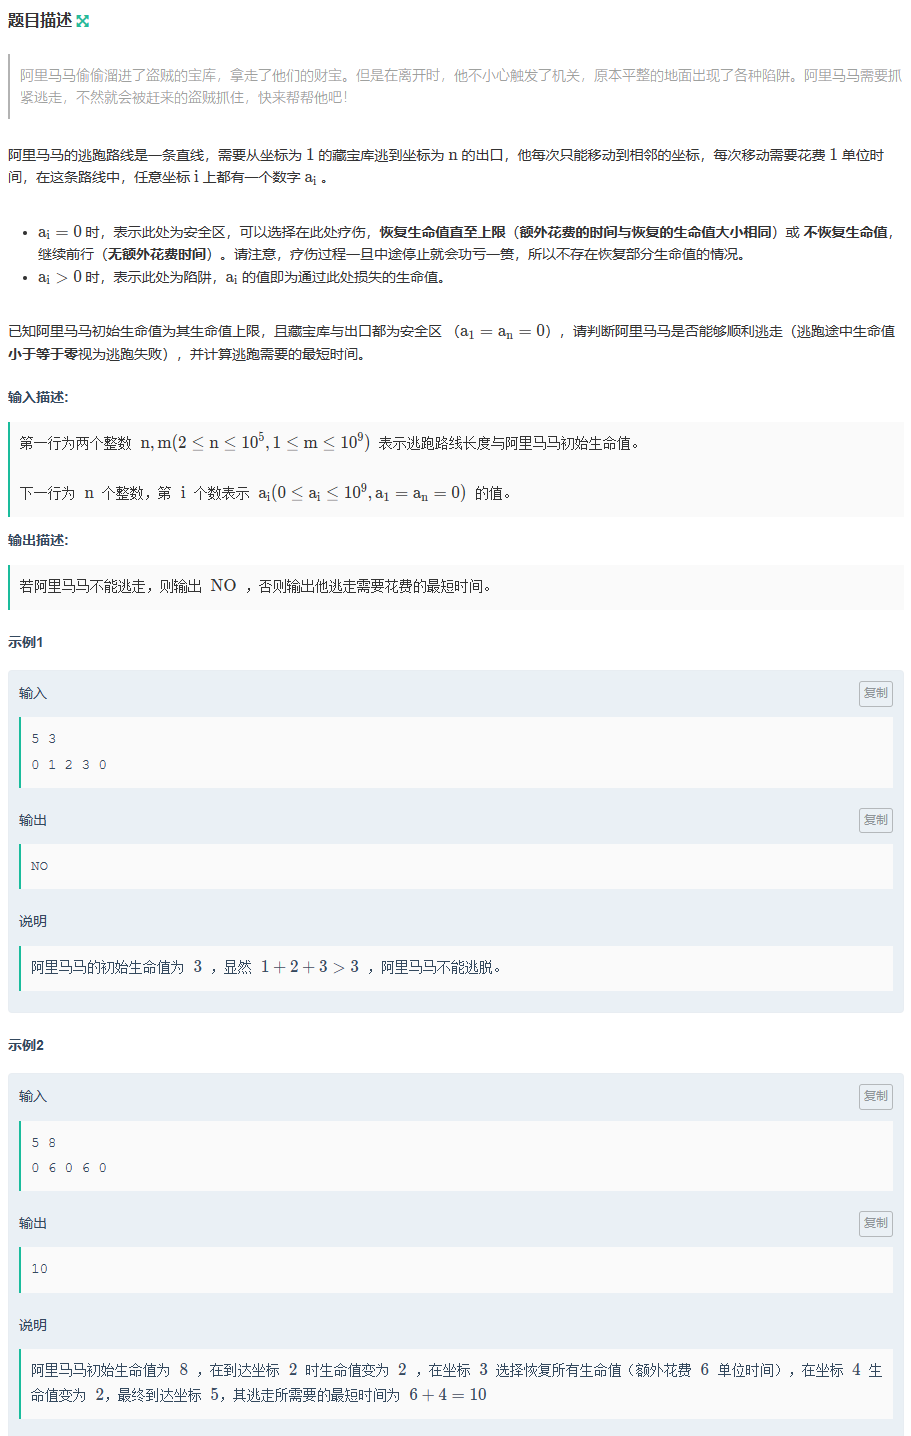 题目描述
阿里马马偷偷溜进了盗贼的宝库，拿走了他们的财宝。但是在离开时，他不小心触发了机关，原本平整的地面出现了各种陷阱。阿里马马需要抓
紧逃走，不然就会被赶来的盗贼抓住，快来帮帮他吧！
阿里马马的逃跑路线是一条直线，需要从坐标为 1 的藏宝库逃到坐标为 n 的出口，他每次只能移动到相邻的坐标，每次移动需要花费 1 单位时
间，在这条路线中，任意坐标 i 上都有一个数字 aᵢ 。
• aᵢ = 0 时，表示此处为安全区，可以选择在此处疗伤，恢复生命值直至上限（额外花费的时间与恢复的生命值大小相同）或 不恢复生命值，
继续前行（无额外花费时间）。请注意，疗伤过程一旦中途停止就会功亏一篑，所以不存在恢复部分生命值的情况。
• aᵢ > 0 时，表示此处为陷阱，aᵢ 的值即为通过此处损失的生命值。
已知阿里马马初始生命值为其生命值上限，且藏宝库与出口都为安全区 （a₁ = aₙ = 0），请判断阿里马马是否能够顺利逃走（逃跑途中生命值
小于等于零视为逃跑失败），并计算逃跑需要的最短时间。
输入描述:
第一行为两个整数 n, m(2 ≤ n ≤ 10⁵, 1 ≤ m ≤ 10⁹) 表示逃跑路线长度与阿里马马初始生命值。
下一行为 n 个整数，第 i 个数表示 aᵢ(0 ≤ aᵢ ≤ 10⁹, a₁ = aₙ = 0) 的值。
输出描述:
若阿里马马不能逃走，则输出 NO ，否则输出他逃走需要花费的最短时间。
示例1
输入
复制
5 3
0 1 2 3 0
输出
复制
NO
说明
阿里马马的初始生命值为 3 ，显然 1 + 2 + 3 > 3 ，阿里马马不能逃脱。
示例2
输入
复制
5 8
0 6 0 6 0
输出
复制
10
说明
阿里马马初始生命值为 8 ，在到达坐标 2 时生命值变为 2 ，在坐标 3 选择恢复所有生命值（额外花费 6 单位时间），在坐标 4 生
命值变为 2，最终到达坐标 5，其逃走所需要的最短时间为 6 + 4 = 10